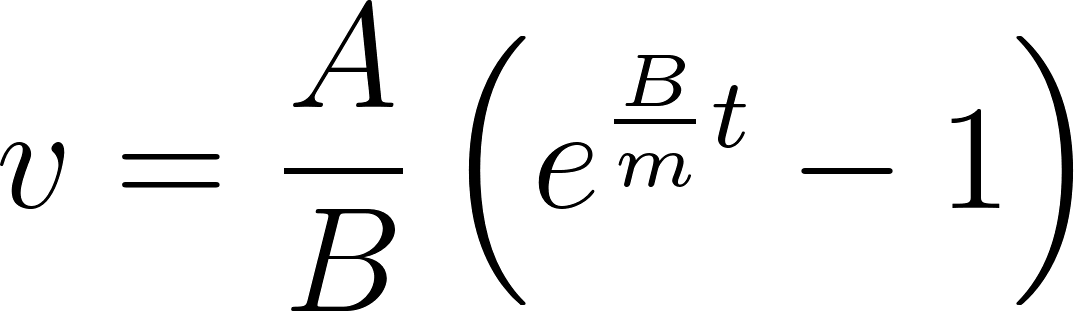 v = \frac{A}{B} \left( e^{\frac{B}{m} t} - 1 \right)